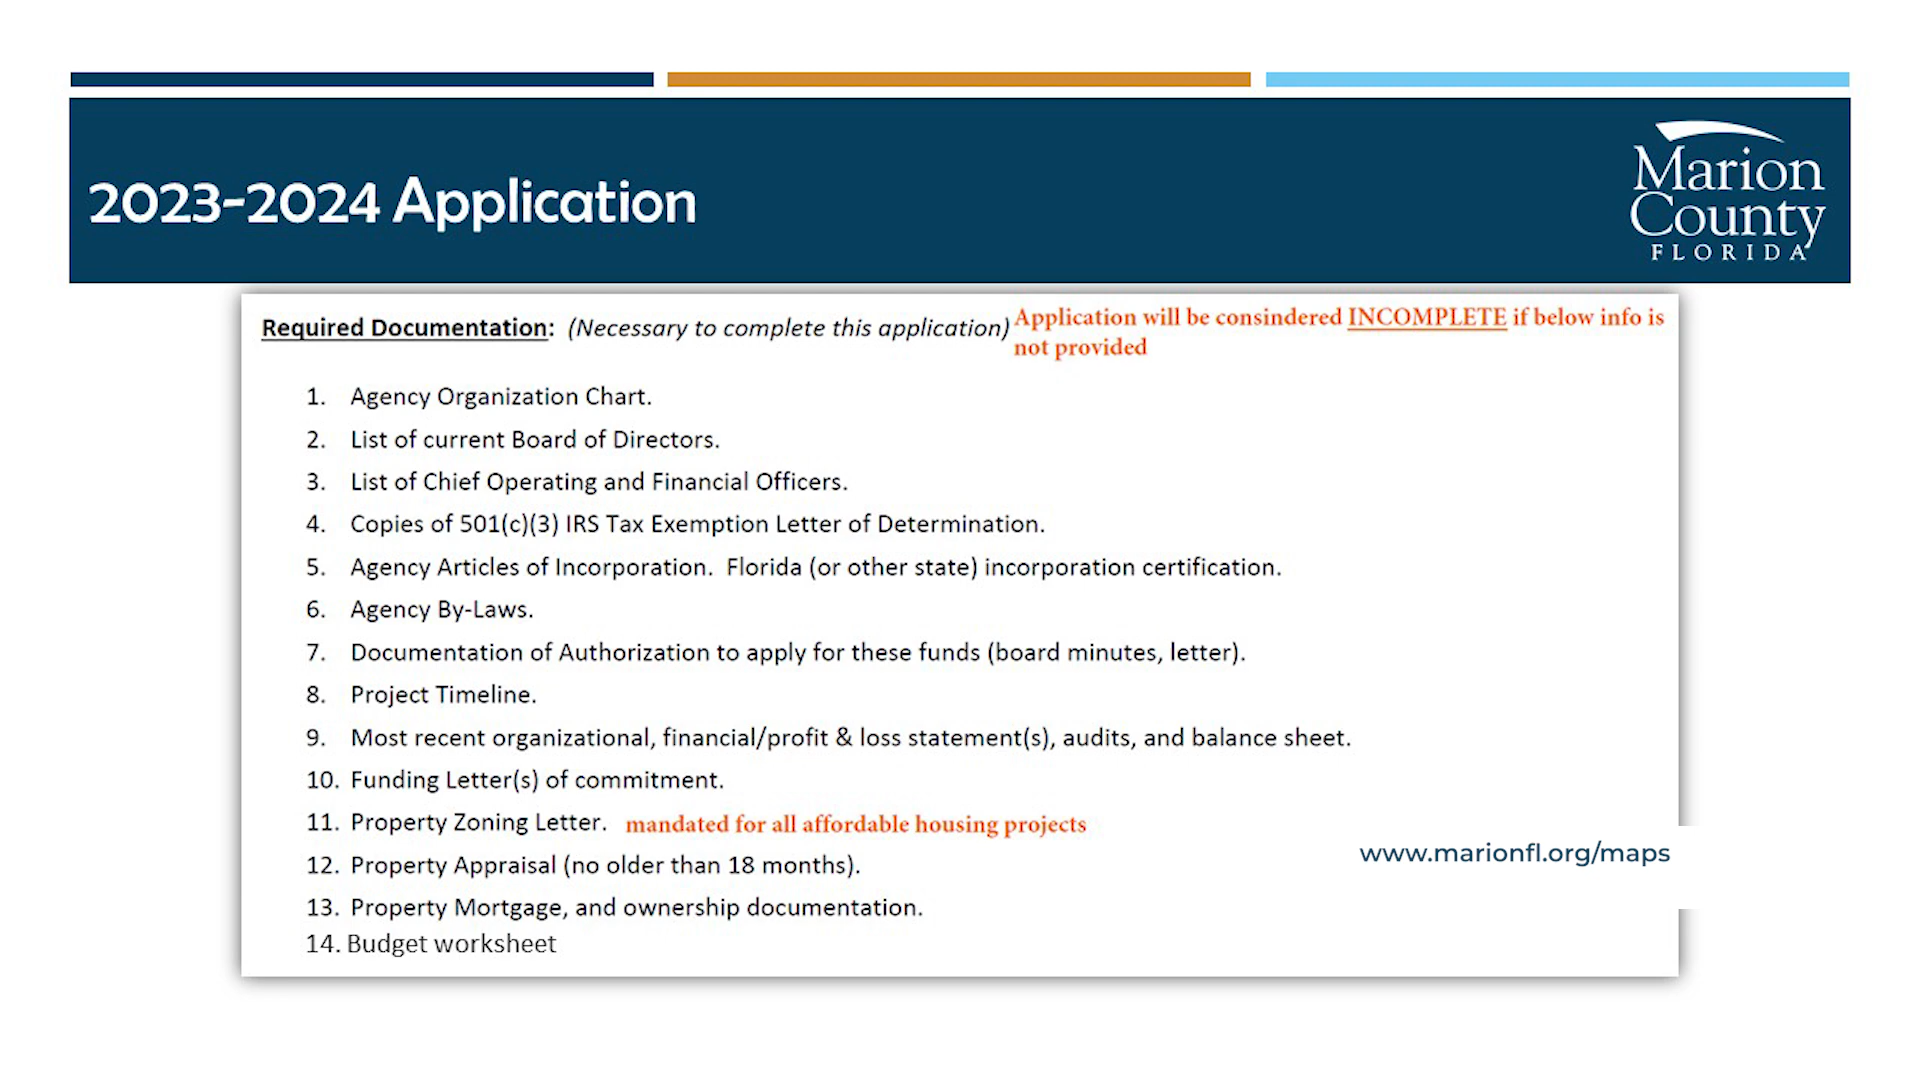 2023-2024 Application
Marion
County
FLORIDA
Required Documentation: (Necessary to complete this application) Application will be consindered INCOMPLETE if below info is
not provided
1. Agency Organization Chart.
2. List of current Board of Directors.
3. List of Chief Operating and Financial Officers.
4. Copies of 501(c)(3) IRS Tax Exemption Letter of Determination.
5. Agency Articles of Incorporation. Florida (or other state) incorporation certification.
6. Agency By-Laws.
7. Documentation of Authorization to apply for these funds (board minutes, letter).
8. Project Timeline.
9. Most recent organizational, financial/profit & loss statement(s), audits, and balance sheet.
10. Funding Letter(s) of commitment.
11. Property Zoning Letter. mandated for all affordable housing projects
www.marionfl.org/maps
12. Property Appraisal (no older than 18 months).
13. Property Mortgage, and ownership documentation.
14. Budget worksheet